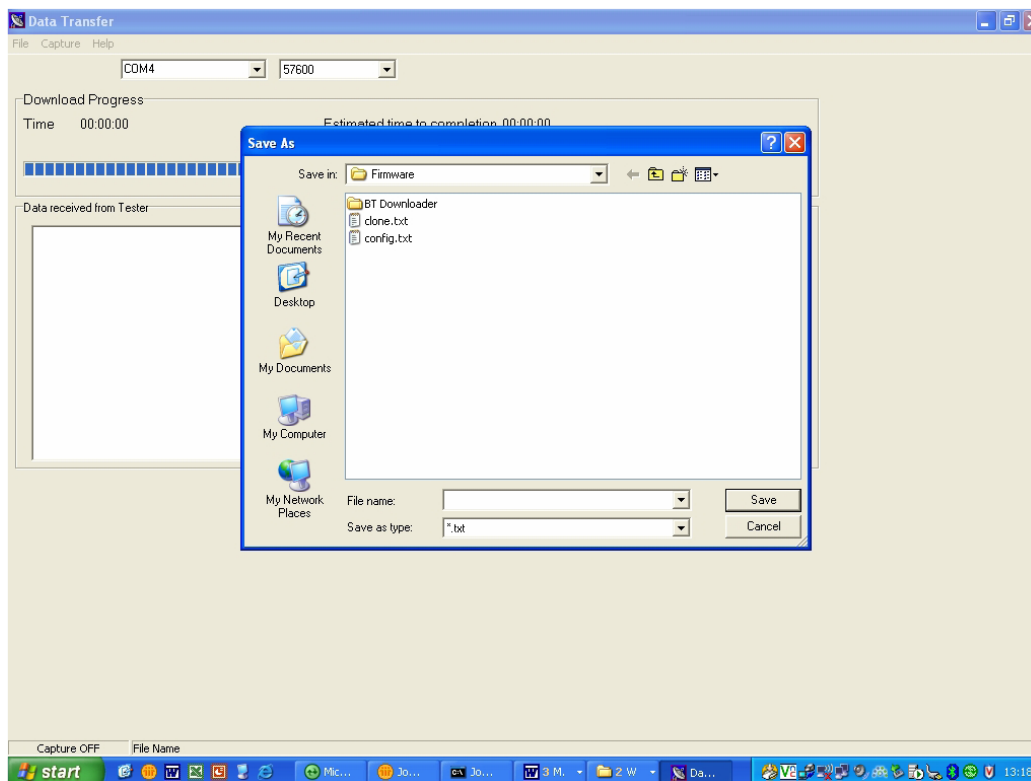 Data Transfer
File Capture Help
COM4 57600
Download Progress
Time 00:00:00 Estimated time to completion 00:00:00
Save As
Save in: Firmware
Data received from Tester
BT Downloader
clone.txt
config.txt
My Recent
Documents
Desktop
My Documents
My Computer
My Network
Places
File name: Save
Save as type: *.txt Cancel
Capture OFF File Name
start Mic... Jo... Jo... 3 M. 2 W Da... 13:18